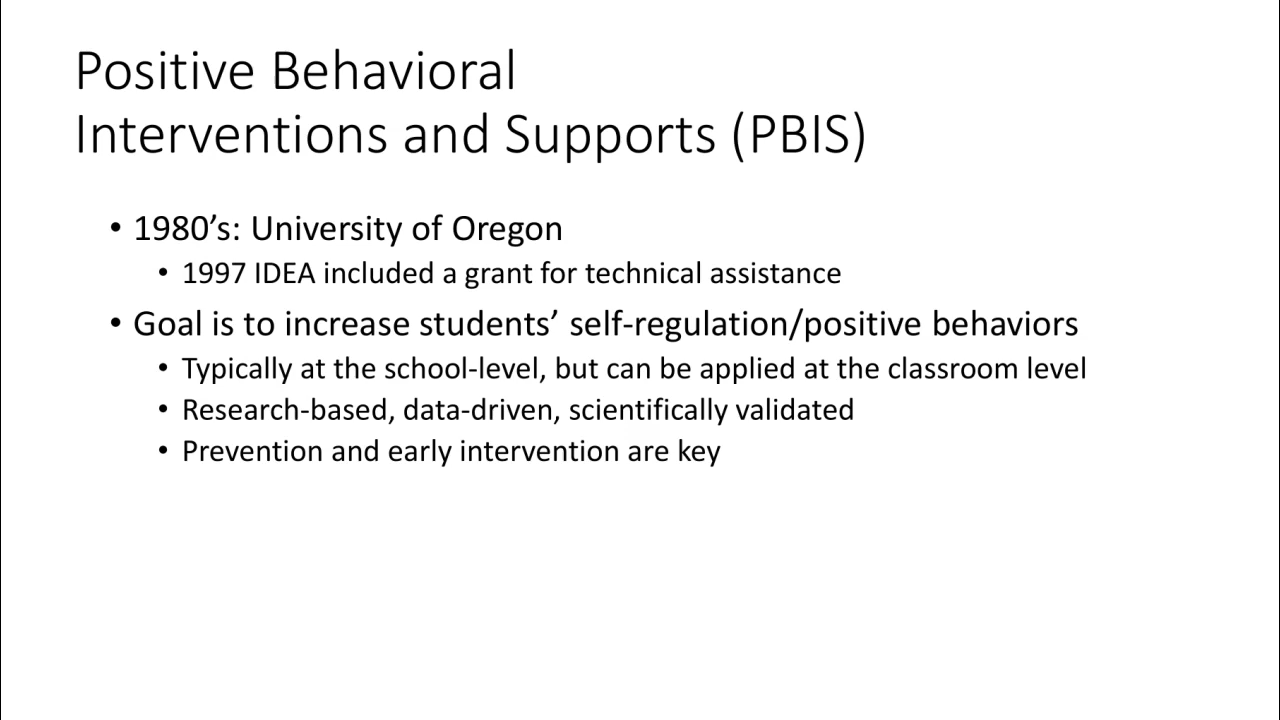 Positive Behavioral
Interventions and Supports (PBIS)
• 1980’s: University of Oregon
• 1997 IDEA included a grant for technical assistance
• Goal is to increase students’ self-regulation/positive behaviors
• Typically at the school-level, but can be applied at the classroom level
• Research-based, data-driven, scientifically validated
• Prevention and early intervention are key